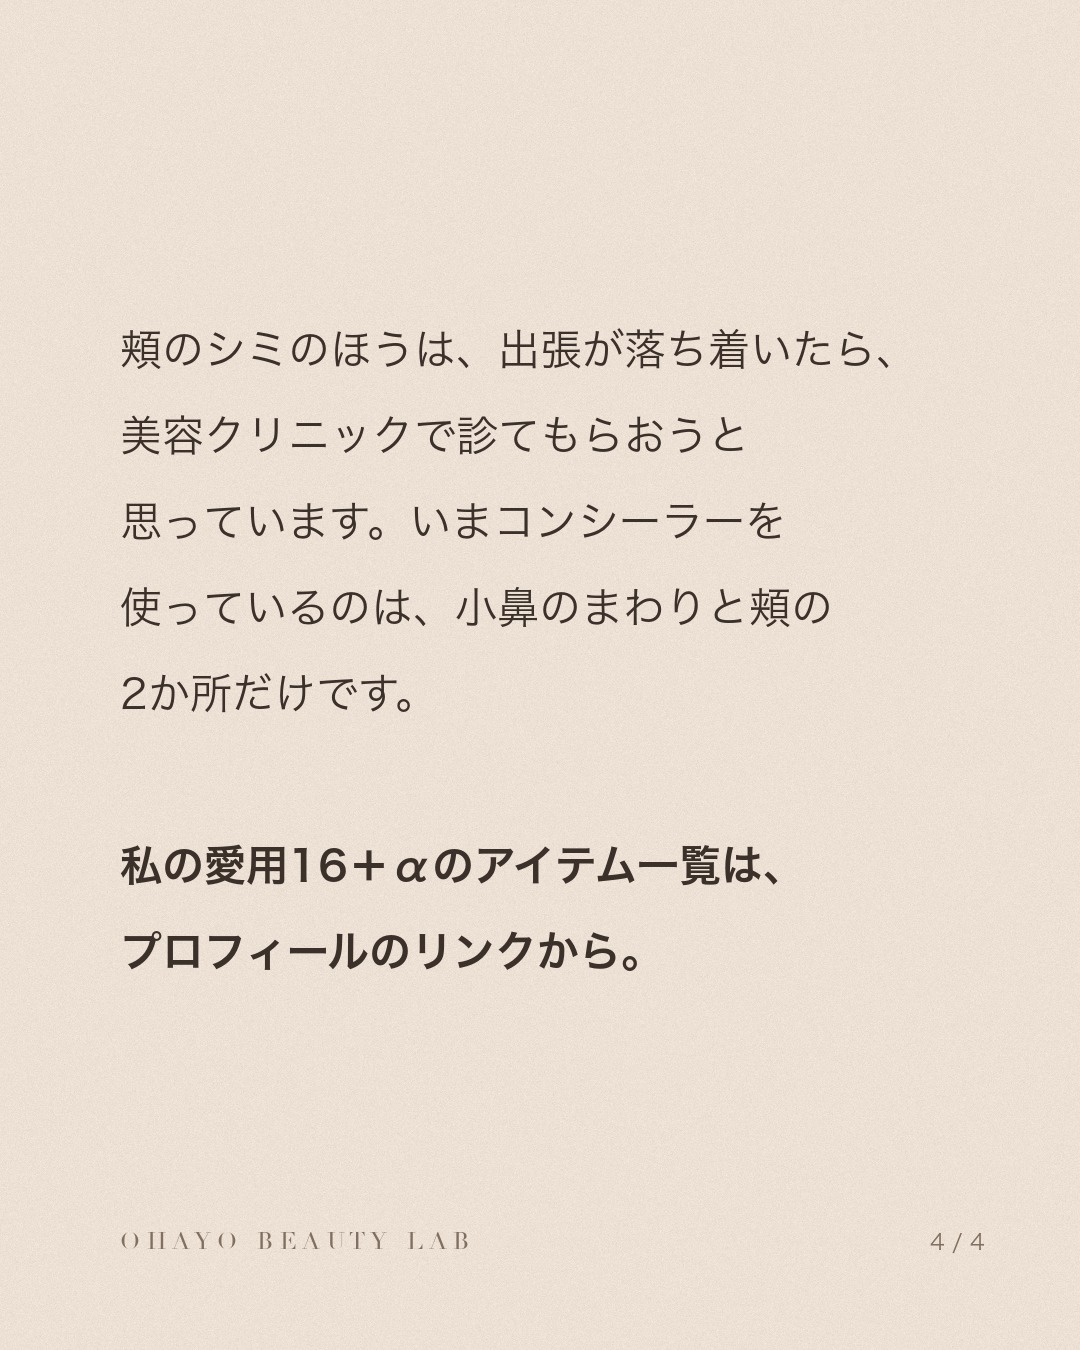 頬のシミのほうは、出張が落ち着いたら、
美容クリニックで診てもらおうと
思っています。いまコンシーラーを
使っているのは、小鼻のまわりと頬の
2か所だけです。
私の愛用16+αのアイテム一覧は、
プロフィールのリンクから。
OHAYO BEAUTY LAB
4 / 4